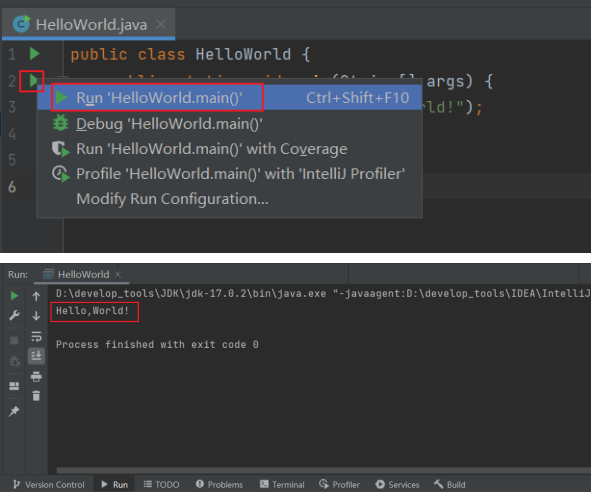 HelloWorld.java
1 public class HelloWorld {
2 args) {
Run 'HelloWorld.main()' Ctrl+Shift+F10
3 ld!");
Debug 'HelloWorld.main()'
4
Run 'HelloWorld.main()' with Coverage
5
Profile 'HelloWorld.main()' with 'IntelliJ Profiler'
6
Modify Run Configuration...
Run: HelloWorld
D:\develop_tools\JDK\jdk-17.0.2\bin\java.exe "-javaagent:D:\develop_tools\IDEA\IntelliJ
Hello,World!
Process finished with exit code 0
Version Control Run TODO Problems Terminal Profiler Services Build